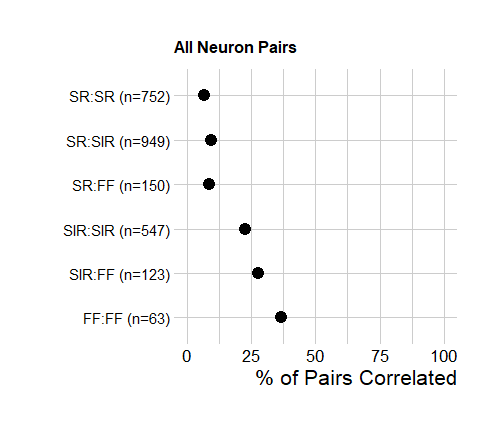 All Neuron Pairs
SR:SR (n=752)
SR:SIR (n=949)
SR:FF (n=150)
SIR:SIR (n=547)
SIR:FF (n=123)
FF:FF (n=63)
0 25 50 75 100
% of Pairs Correlated